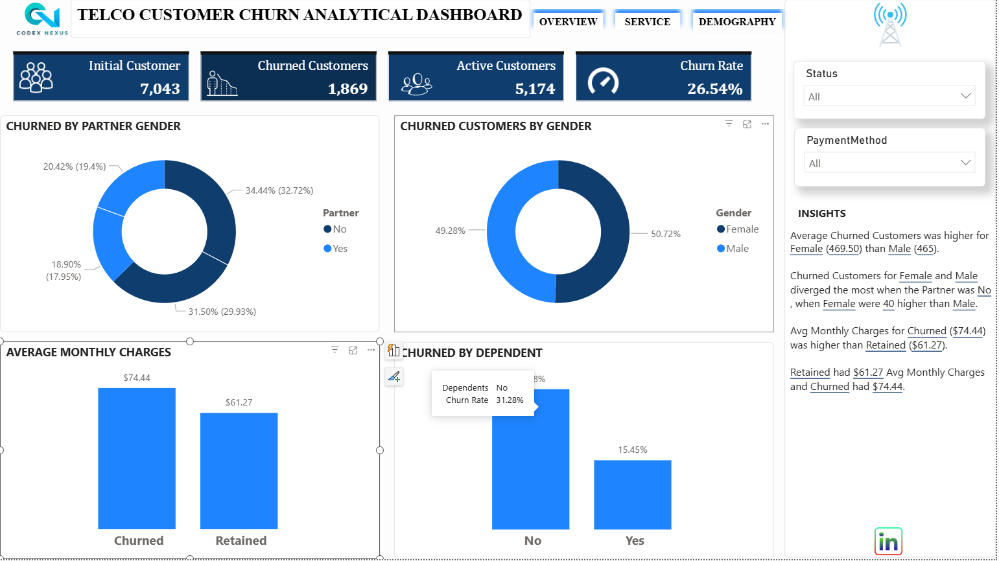 CODEX NEXUS
TELCO CUSTOMER CHURN ANALYTICAL DASHBOARD
OVERVIEW
SERVICE
DEMOGRAPHY
Initial Customer
7,043
Churned Customers
1,869
Active Customers
5,174
Churn Rate
26.54%
CHURNED BY PARTNER GENDER
20.42% (19.4%)
34.44% (32.72%)
18.90%
(17.95%)
31.50% (29.93%)
Partner
No
Yes
CHURNED CUSTOMERS BY GENDER
49.28%
50.72%
Gender
Female
Male
AVERAGE MONTHLY CHARGES
$74.44
$61.27
Churned
Retained
CHURNED BY DEPENDENT
8%
Dependents No
Churn Rate 31.28%
15.45%
No
Yes
Status
All
PaymentMethod
All
INSIGHTS
Average Churned Customers was higher for
Female (469.50) than Male (465).
Churned Customers for Female and Male
diverged the most when the Partner was No
, when Female were 40 higher than Male.
Avg Monthly Charges for Churned ($74.44)
was higher than Retained ($61.27).
Retained had $61.27 Avg Monthly Charges
and Churned had $74.44.
in